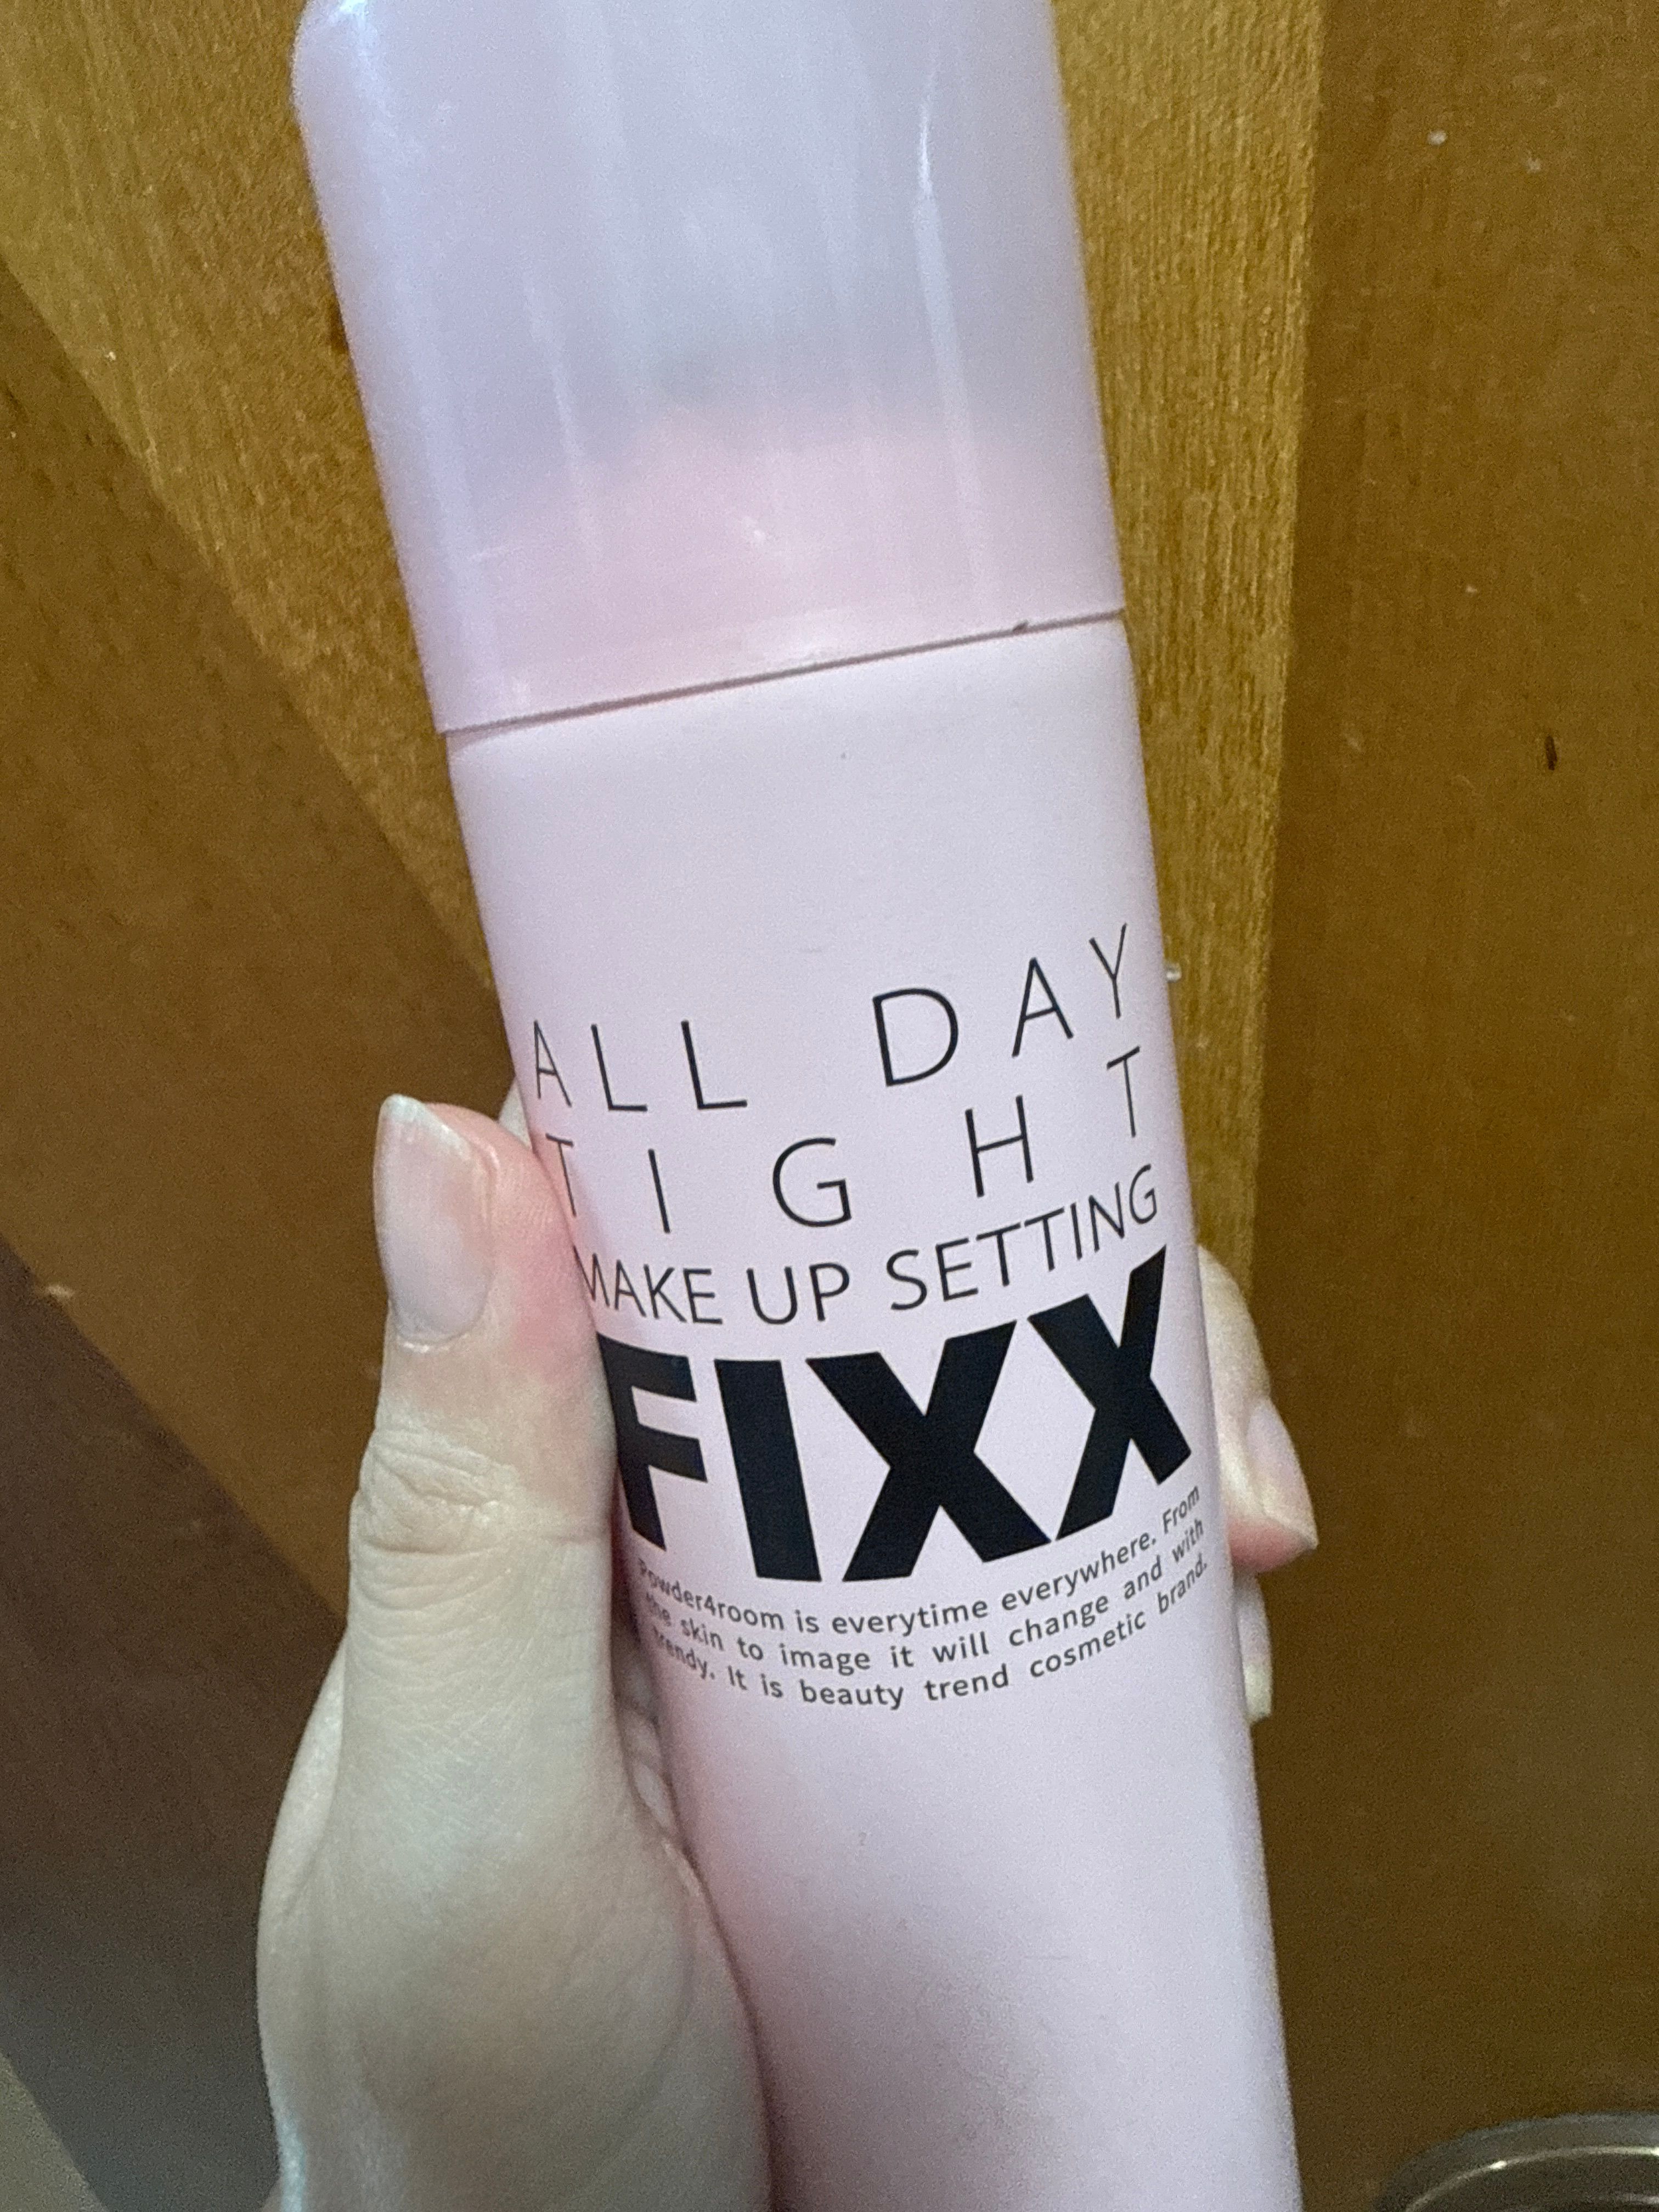 ALL DAY
TIGHT
MAKE UP SETTING
FIXX
Powder4room is everytime everywhere. From
the skin to image it will change and with
trendy. It is beauty trend cosmetic brand.